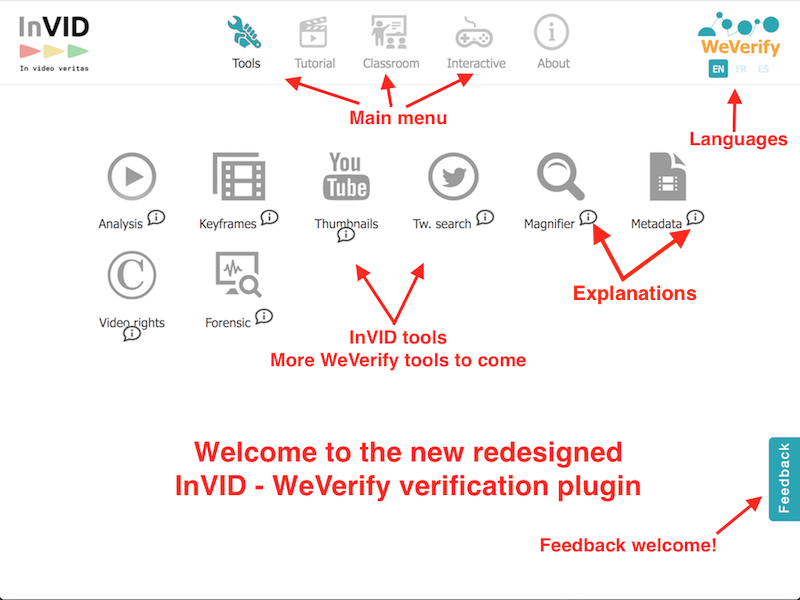 InVID
In video veritas
Tools
Tutorial
Classroom
Interactive
About
WeVerify
EN FR ES
Main menu
Languages
You
Tube
Analysis
Keyframes
Thumbnails
Tw. search
Magnifier
Metadata
Explanations
C
Video rights
Forensic
InVID tools
More WeVerify tools to come
Welcome to the new redesigned
InVID - WeVerify verification plugin
Feedback
Feedback welcome!